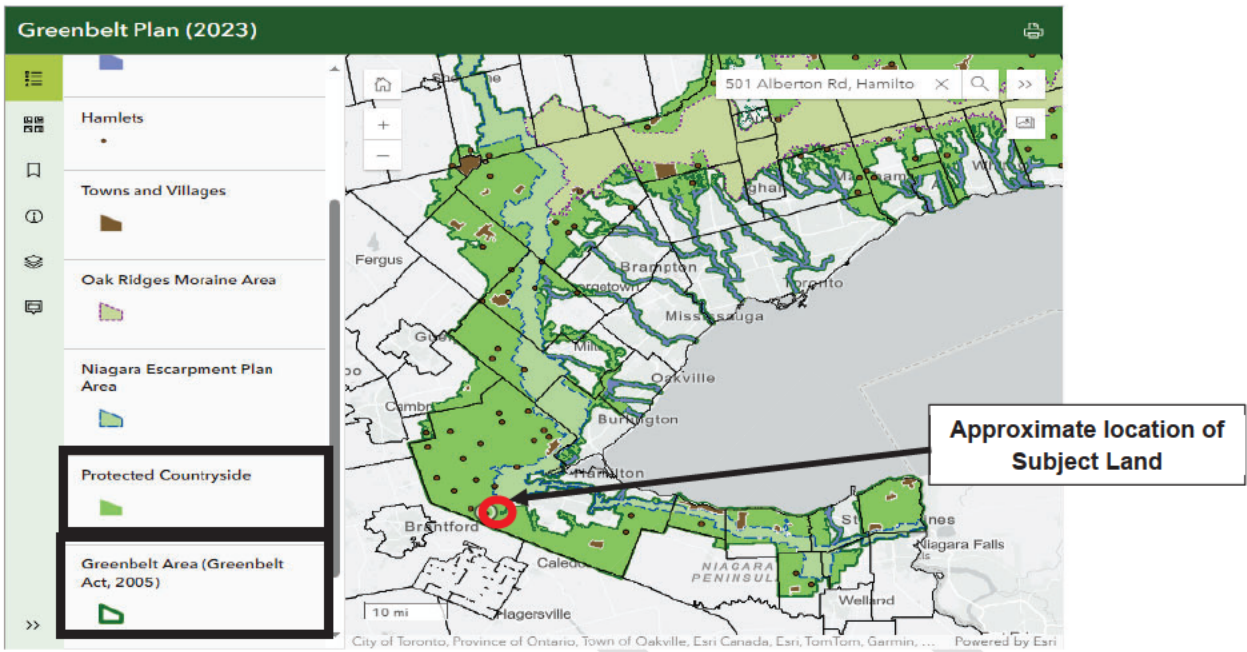 Greenbelt Plan (2023)
Hamlets
Towns and Villages
Oak Ridges Moraine Area
Niagara Escarpment Plan
Area
Protected Countryside
Greenbelt Area (Greenbelt
Act, 2005)
>>
501 Alberton Rd, Hamilto
>>
+
−
Fergus
Brampton
Toronto
Mississauga
Oakville
Burlington
Hamilton
Brantford
NIAGARA
Niagara Falls
Welland
Hagersville
10 mi
City of Toronto, Province of Ontario, Town of Oakville, Esri Canada, Esri, TomTom, Garmin, ...
Powered by Esri
Approximate location of
Subject Land